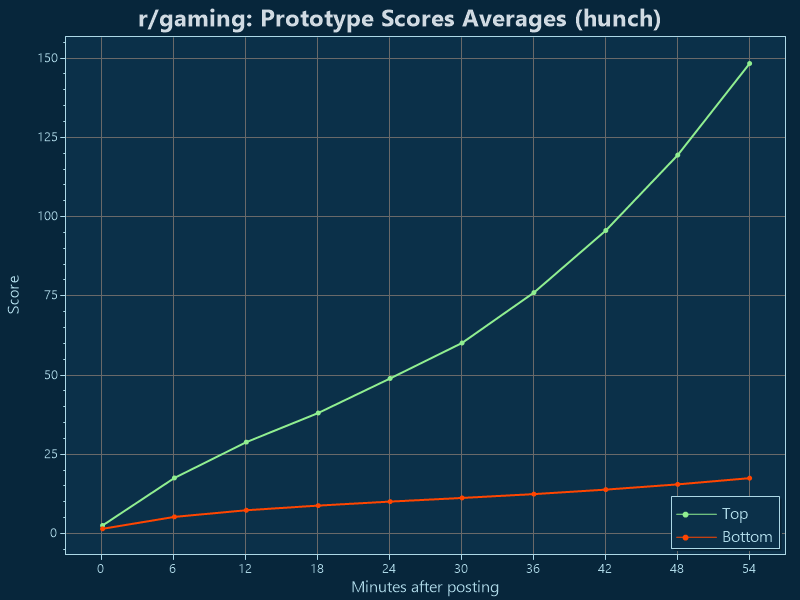 r/gaming: Prototype Scores Averages (hunch)
150
125
100
75
50
25
0
Score
0 6 12 18 24 30 36 42 48 54
Minutes after posting
Top
Bottom